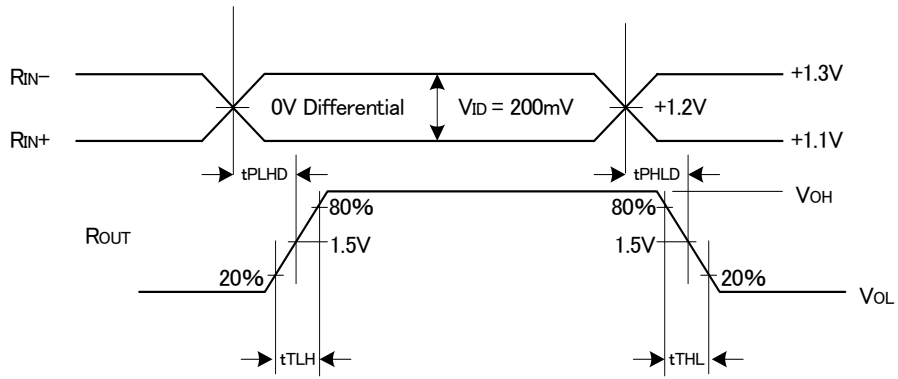 RIN− +1.3V
0V Differential VID = 200mV +1.2V
RIN+ +1.1V
tPLHD tPHLD
80% 80% VOH
ROUT 1.5V 1.5V
20% 20%
VOL
tTLH tTHL